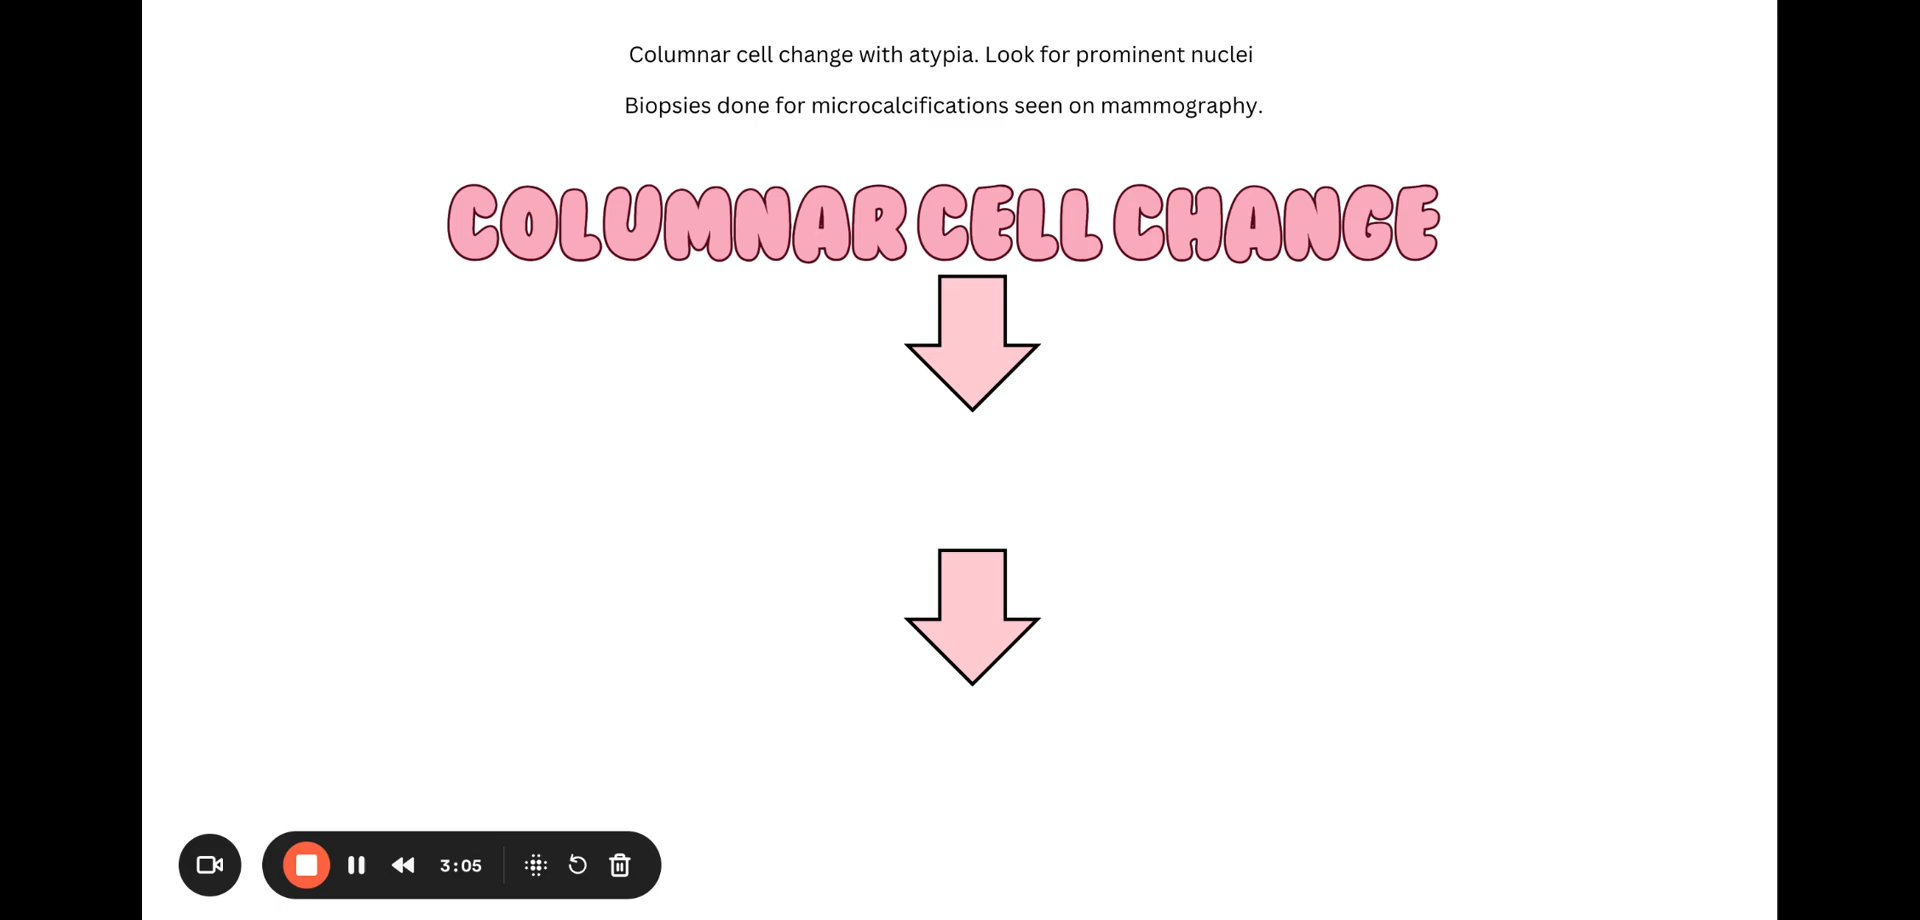 Columnar cell change with atypia. Look for prominent nuclei
Biopsies done for microcalcifications seen on mammography.
COLUMNAR CELL CHANGE
3:05